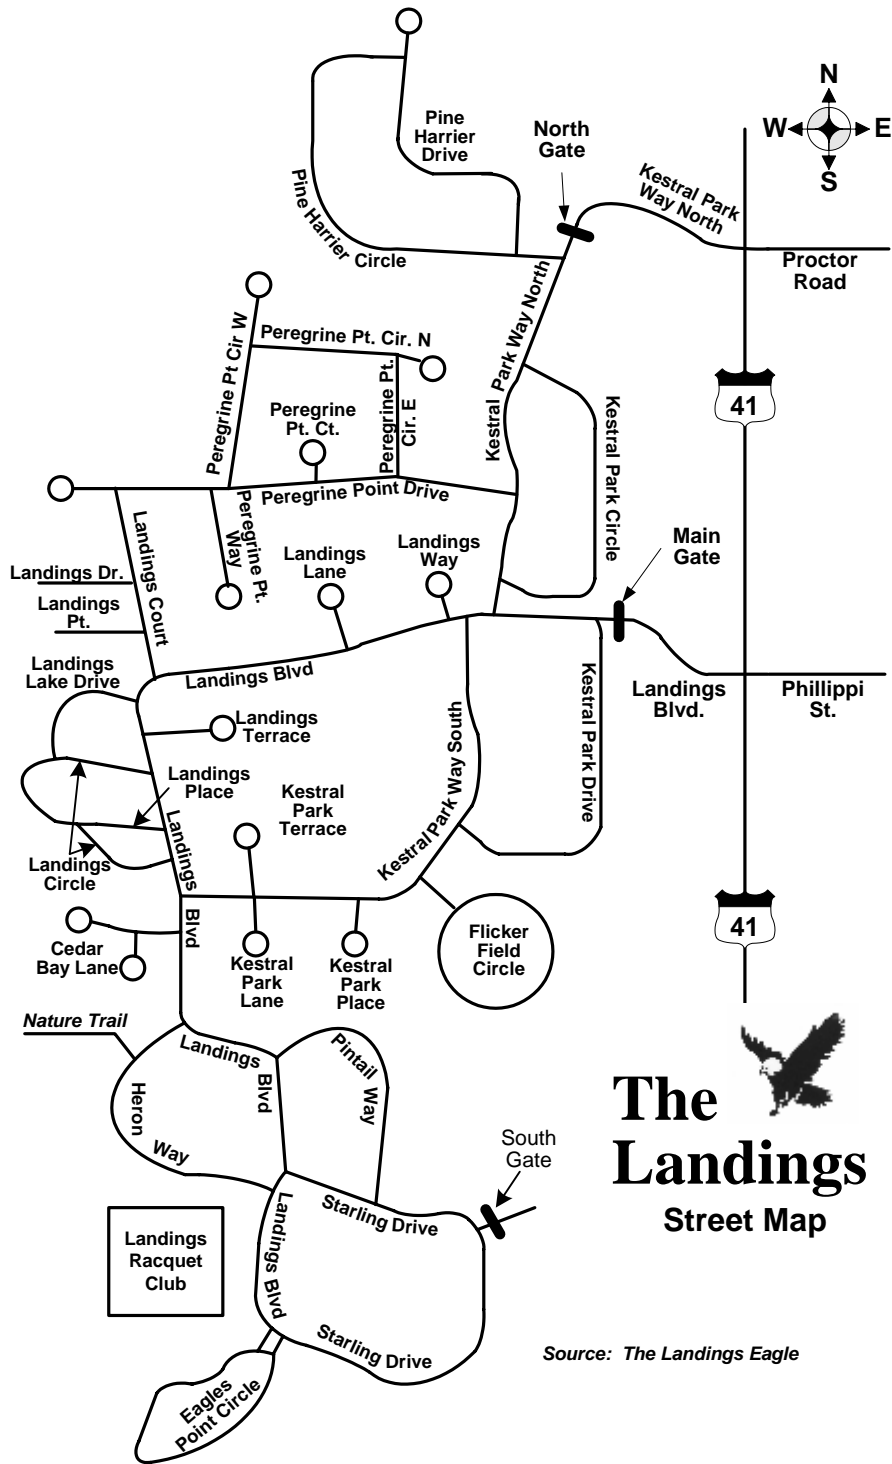 N
W
E
S
Pine
Harrier
Drive
North
Gate
Kestral Park
Way North
Pine Harrier
Circle
Proctor
Road
Kestral Park Way North
Peregrine Pt Cir W
Peregrine Pt. Cir. N
Peregrine Pt.
Cir. E
41
Peregrine
Pt. Ct.
Kestral Park Circle
Peregrine Point Drive
Peregrine Pt.
Way
Landings Court
Landings
Lane
Landings
Way
Main
Gate
Landings Dr.
Landings
Pt.
Landings
Lake Drive
Landings Blvd
Kestral Park Drive
Landings
Blvd.
Phillippi
St.
Landings
Terrace
Kestral Park Way South
Landings
Place
Kestral
Park
Terrace
Landings
Blvd
Landings
Circle
41
Cedar
Bay Lane
Kestral
Park
Lane
Kestral
Park
Place
Flicker
Field
Circle
Nature Trail
Landings
Blvd
Pintail
Way
Heron
Way
The
Landings
Street Map
South
Gate
Starling Drive
Landings Blvd
Landings
Racquet
Club
Starling Drive
Source: The Landings Eagle
Eagles
Point Circle